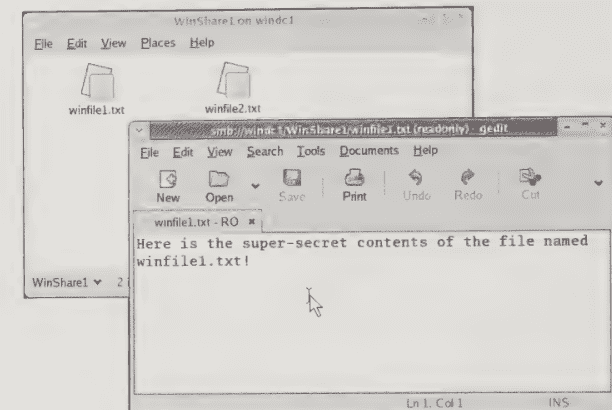 WinShare1 on windc1
File Edit View Places Help
winfile1.txt winfile2.txt
smb://windc1/WinShare1/winfile1.txt (readonly) - gedit
File Edit View Search Tools Documents Help
New Open Save Print Undo Redo Cut
winfile1.txt - RO
Here is the super-secret contents of the file named
winfile1.txt!
WinShare1 2
Ln 1, Col 1 INS